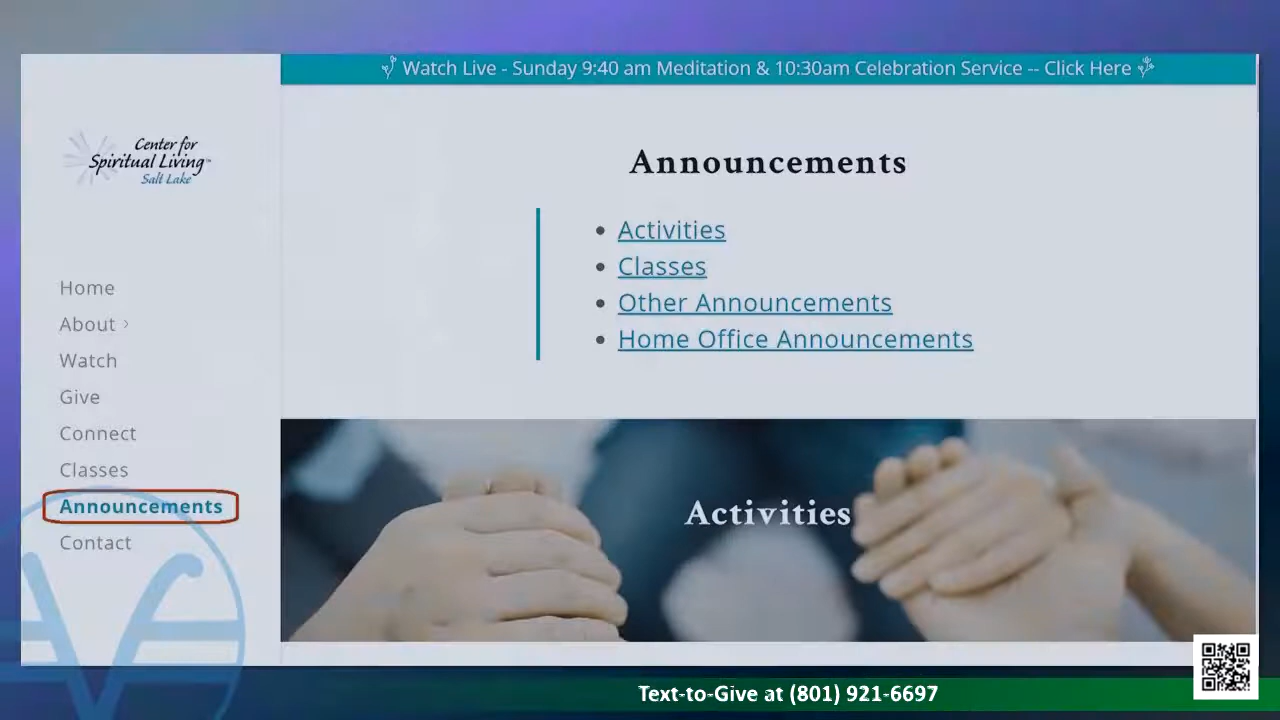 Watch Live - Sunday 9:40 am Meditation & 10:30am Celebration Service -- Click Here
Center for
Spiritual Living™
Salt Lake
Announcements
Activities
Classes
Other Announcements
Home Office Announcements
Home
About ›
Watch
Give
Connect
Classes
Announcements
Contact
Activities
Text-to-Give at (801) 921-6697